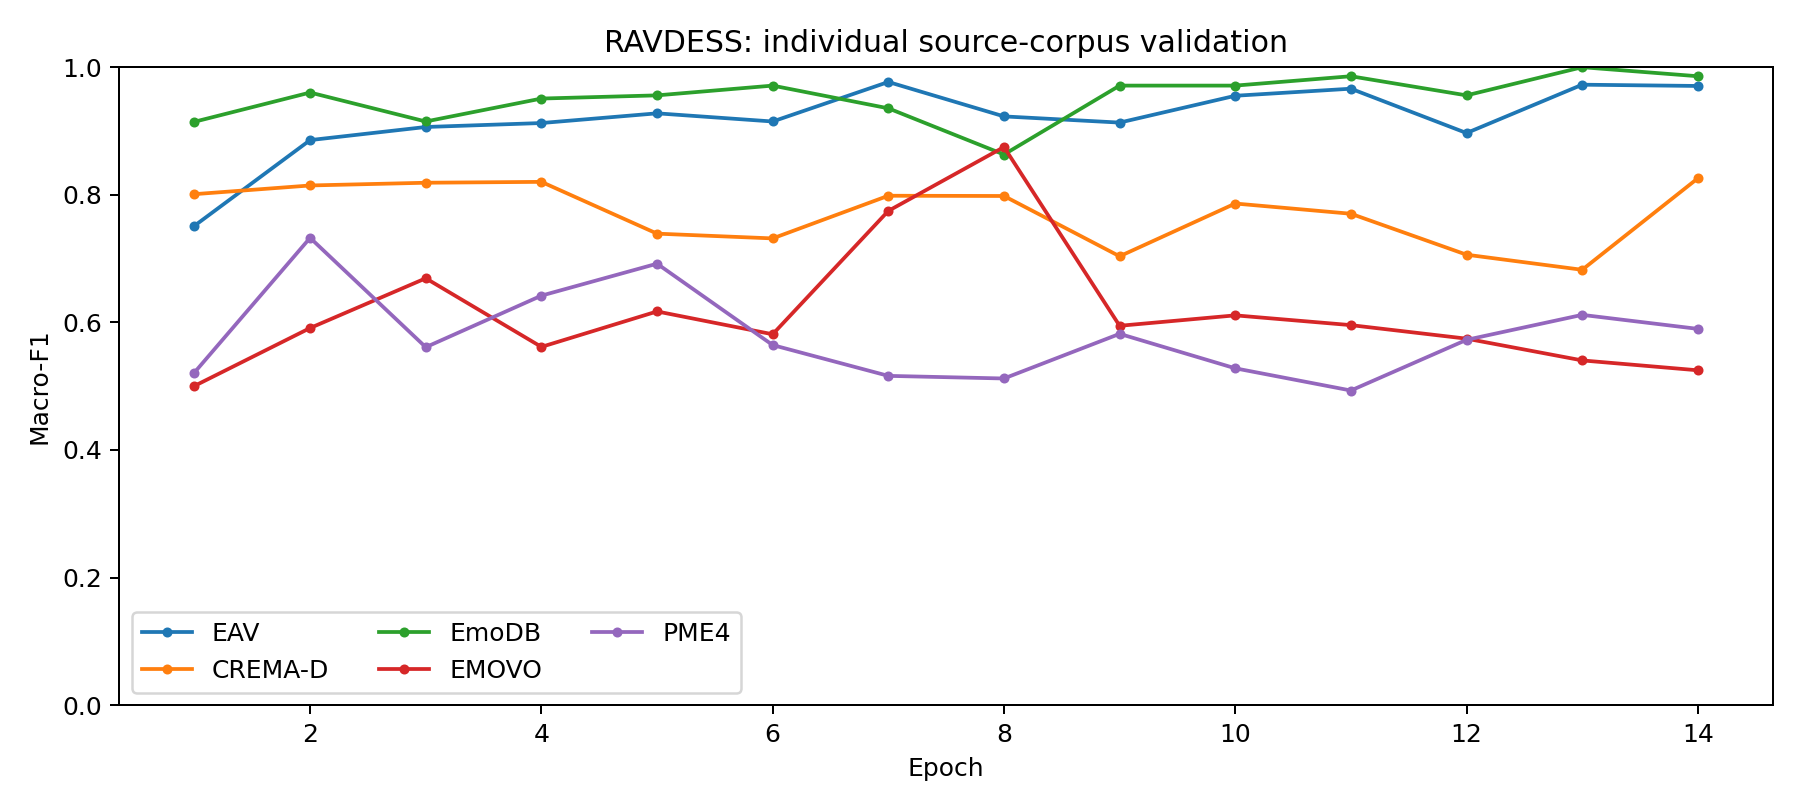 RAVDESS: individual source-corpus validation
1.0
0.8
0.6
0.4
0.2
0.0
Macro-F1
EAV
EmoDB
PME4
CREMA-D
EMOVO
2
4
6
8
10
12
14
Epoch